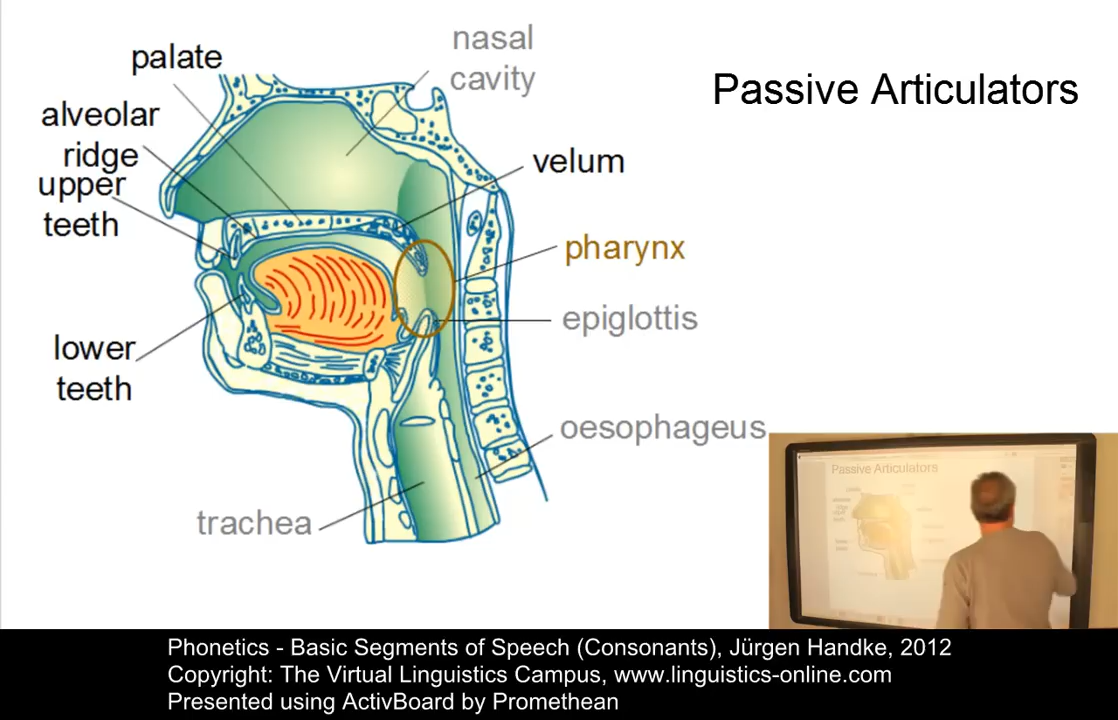 Passive Articulators
nasal
cavity
palate
alveolar
ridge
upper
teeth
velum
pharynx
epiglottis
lower
teeth
oesophageus
trachea
Passive Articulators
Phonetics - Basic Segments of Speech (Consonants), Jürgen Handke, 2012
Copyright: The Virtual Linguistics Campus, www.linguistics-online.com
Presented using ActivBoard by Promethean